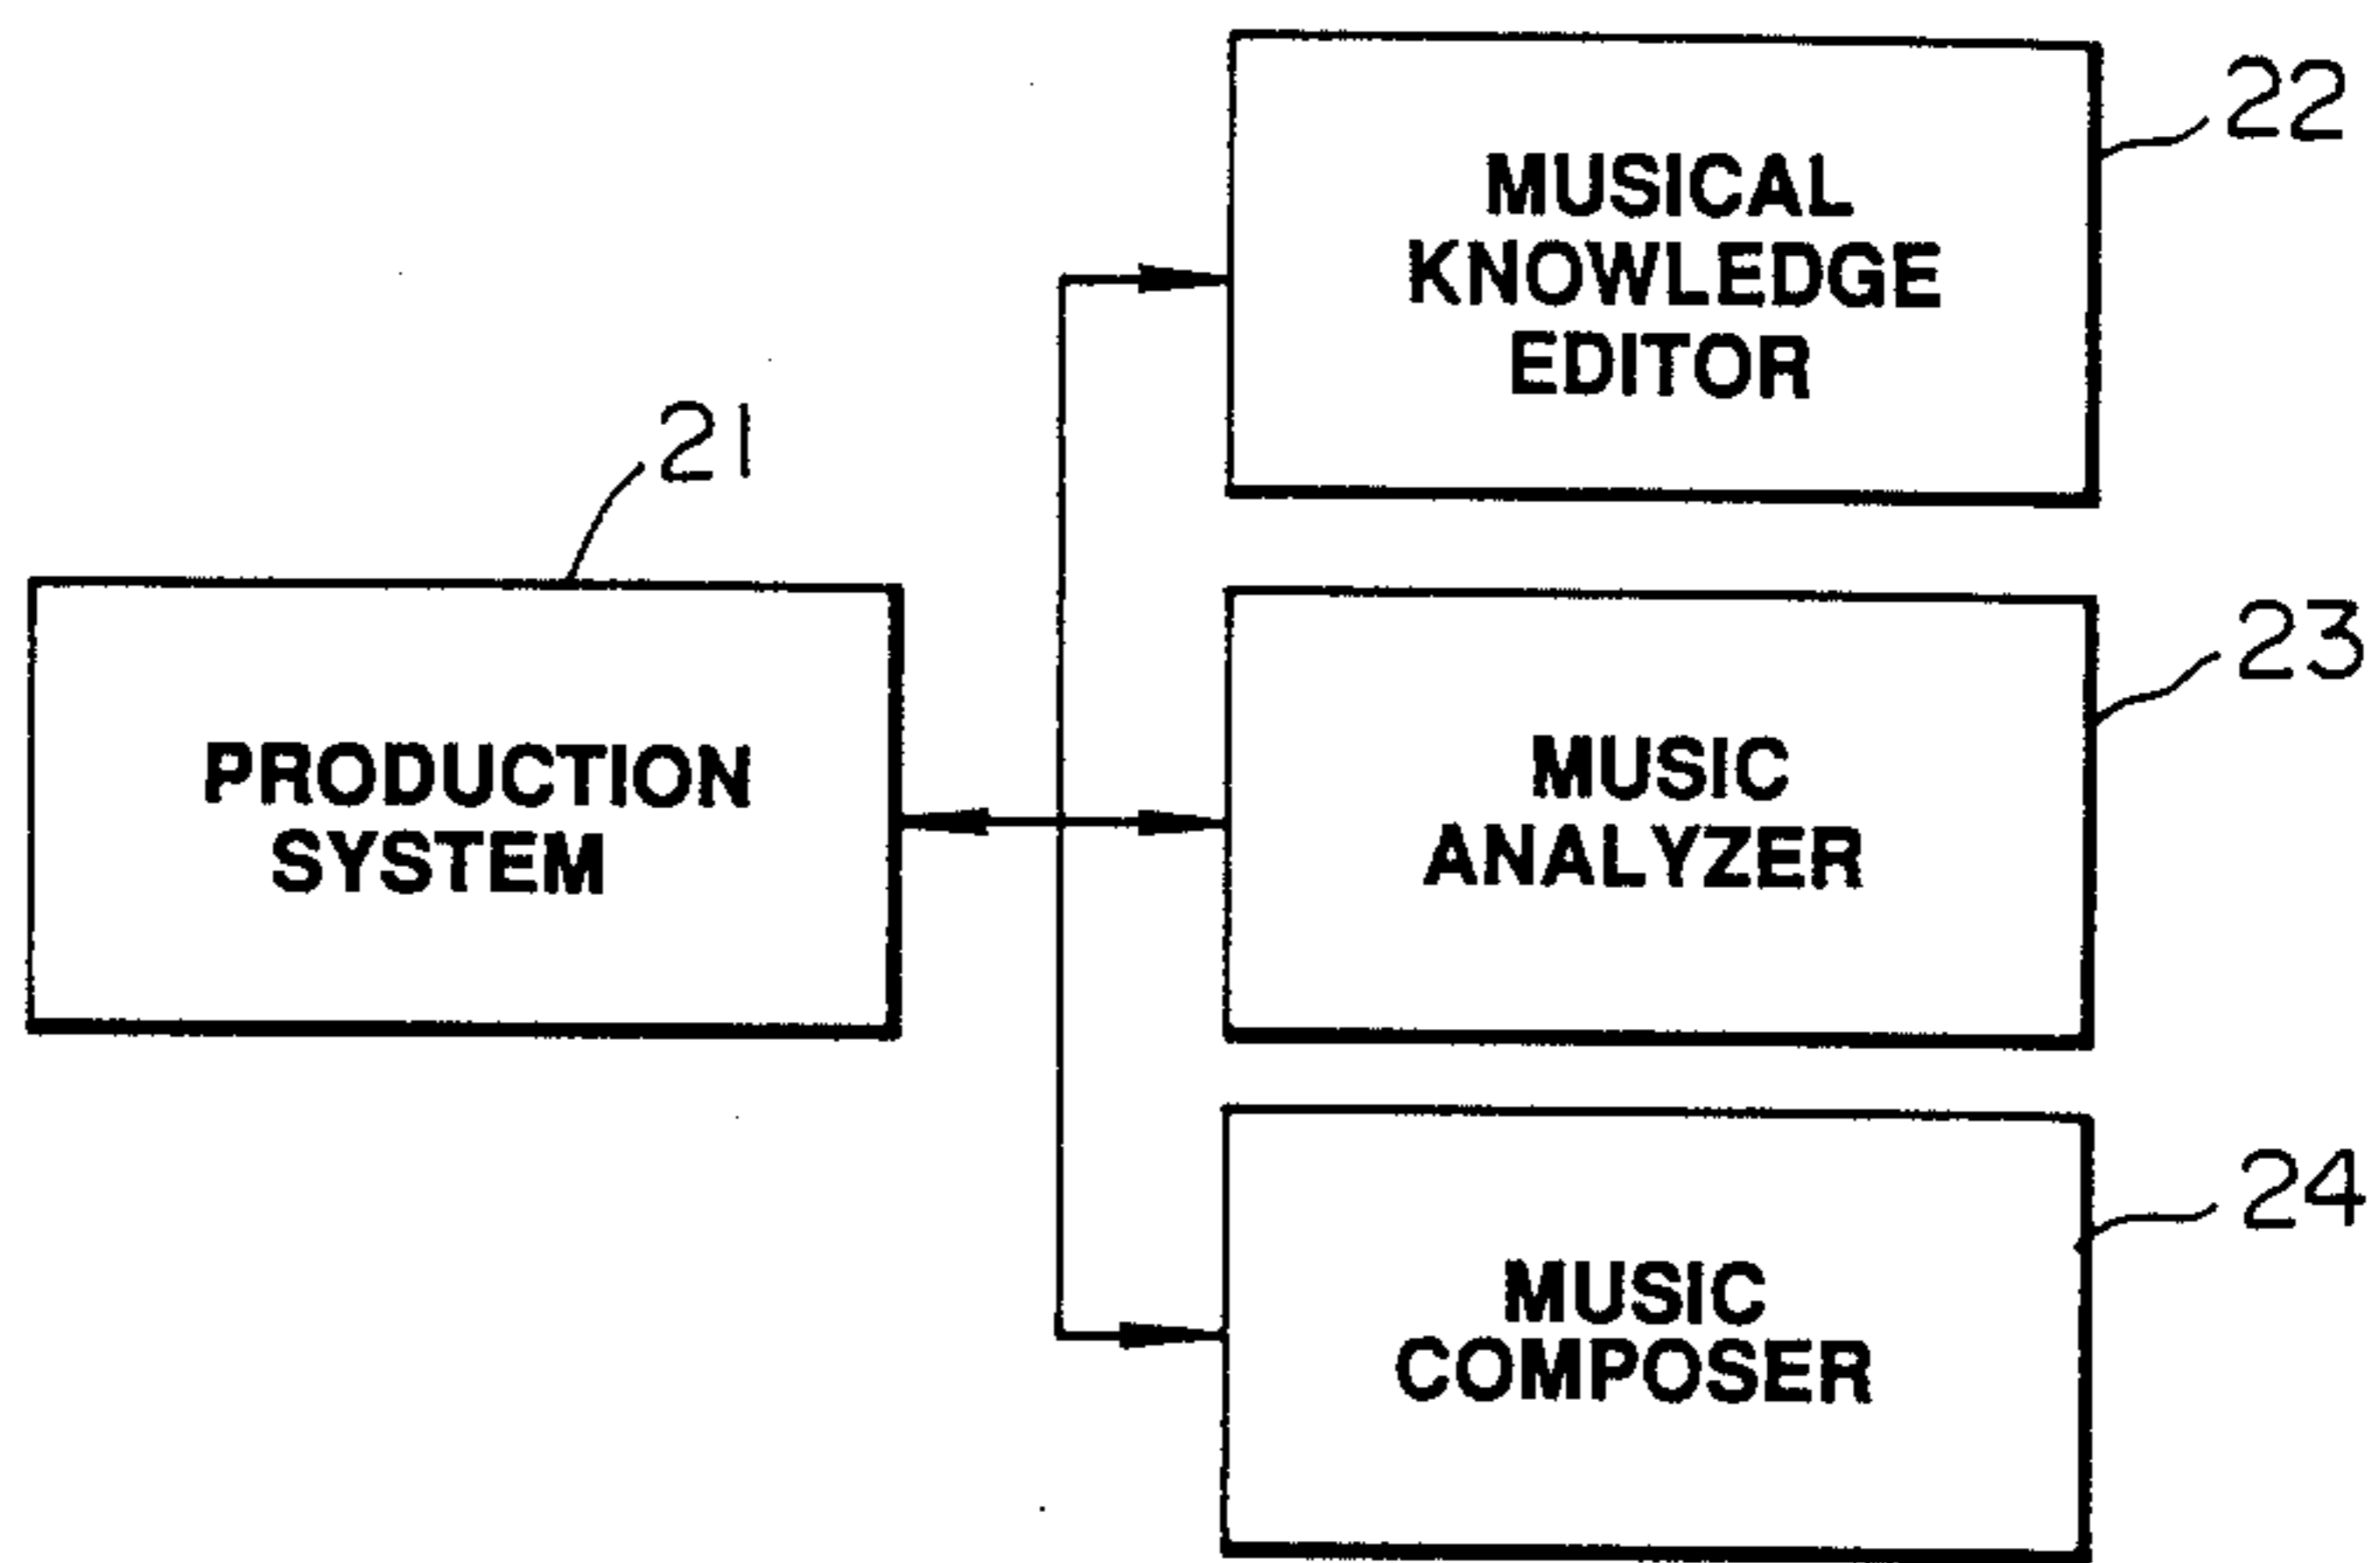 22
MUSICAL
KNOWLEDGE
EDITOR
21
PRODUCTION
SYSTEM
23
MUSIC
ANALYZER
24
MUSIC
COMPOSER